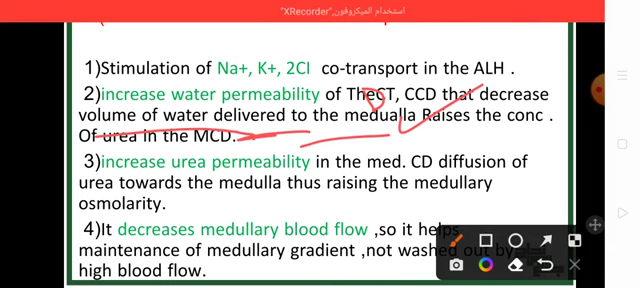 استخدام الميكروفون,"XRecorder"
1)Stimulation of Na+, K+, 2Cl co-transport in the ALH .
2)increase water permeability of TheCT, CCD that decrease
volume of water delivered to the medualla Raises the conc .
Of urea in the MCD.
3)increase urea permeability in the med. CD diffusion of
urea towards the medulla thus raising the medullary
osmolarity.
4)It decreases medullary blood flow ,so it helps
maintenance of medullary gradient ,not washed out by
high blood flow.